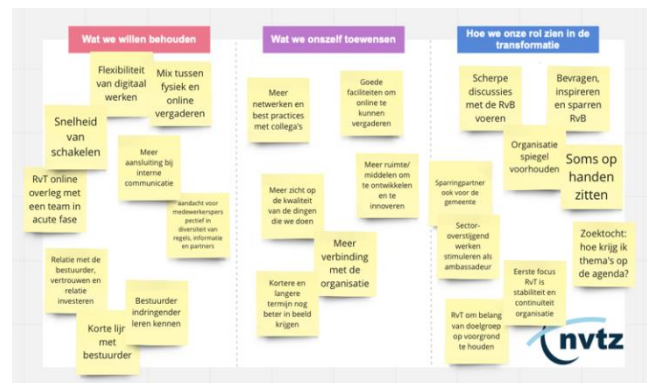 Wat we willen behouden
Flexibiliteit
van digitaal
werken
Mix tussen
fysiek en
online
vergaderen
Snelheid
van
schakelen
Meer
aansluiting bij
interne
communicatie
RvT online
overleg met
een team in
acute fase
aandacht voor
medewerkerspers
pectief in
diversiteit van
regels, informatie
en partners
Relatie met de
bestuurder,
vertrouwen en
relatie
investeren
Bestuurder
indringender
leren kennen
Korte lijr
met
bestuurder
Wat we onszelf toewensen
Meer
netwerken en
best practices
met collega's
Goede
faciliteiten om
online te
kunnen
vergaderen
Meer ruimte/
middelen om
te ontwikkelen
en te
innoveren
Meer zicht op
de kwaliteit
van de dingen
die we doen
Meer
verbinding
met de
organisatie
Kortere en
langere
termijn nog
beter in beeld
krijgen
Hoe we onze rol zien in de
transformatie
Scherpe
discussies
met de RvB
voeren
Bevragen,
inspireren
en sparren
RvB
Organisatie
spiegel
voorhouden
Soms op
handen
zitten
Sparringpartner
ook voor de
gemeente
Sector-
overstijgend
werken
stimuleren als
ambassadeur
Zoektocht:
hoe krijg ik
thema's op
de agenda?
Eerste focus
RvT is
stabiliteit en
continuïteit
organisatie
RvT om belang
van doelgroep
op voorgrond
te houden
nvtz